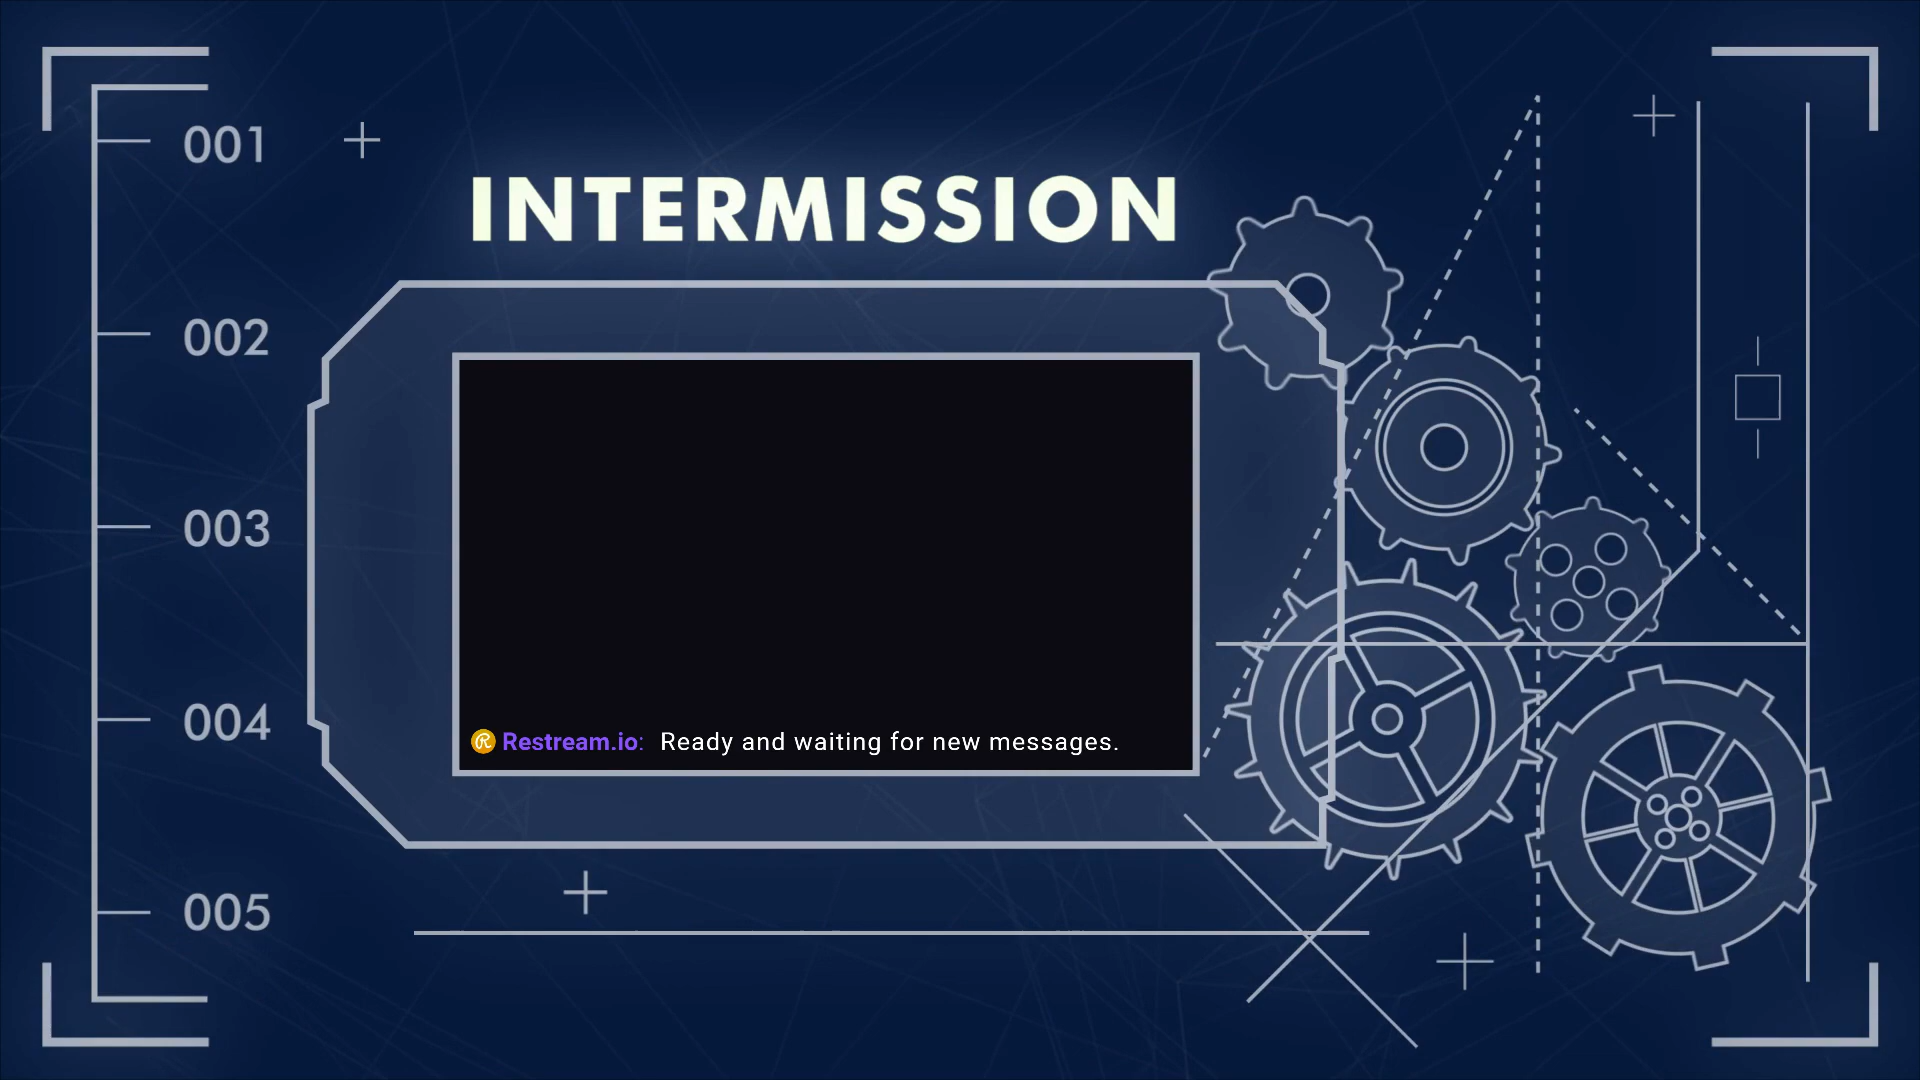 INTERMISSION
001
002
003
004
005
Restream.io: Ready and waiting for new messages.